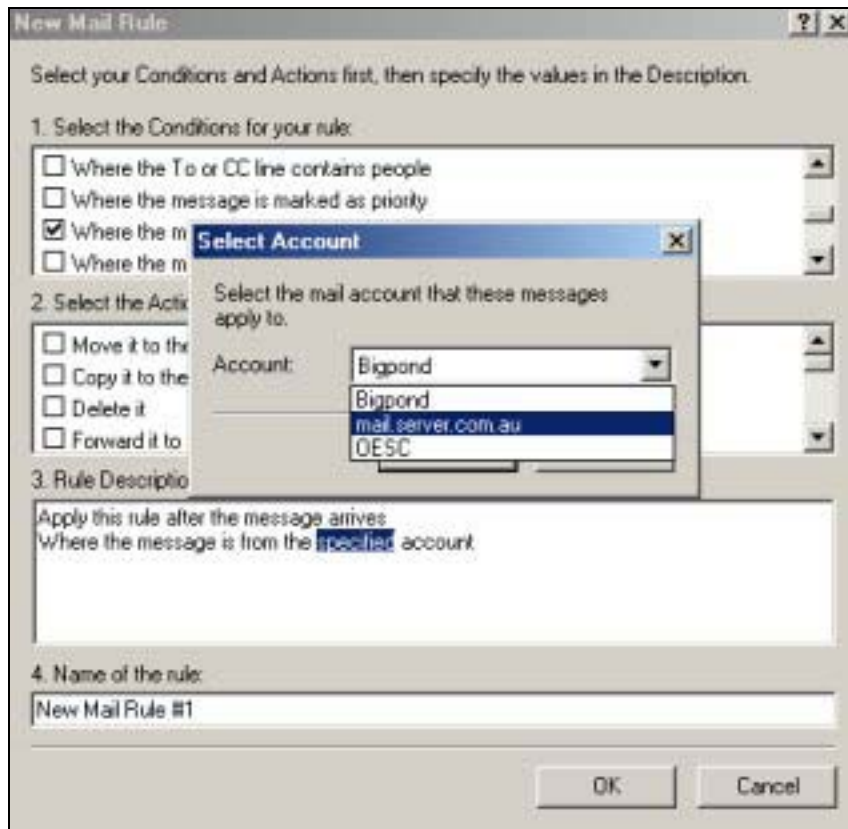 New Mail Rule
Select your Conditions and Actions first, then specify the values in the Description.
1. Select the Conditions for your rule:
Where the To or CC line contains people
Where the message is marked as priority
Where the m
Where the m
Select Account
Select the mail account that these messages
apply to.
Account:
Bigpond
Bigpond
mail.server.com.au
OESC
2. Select the Actio
Move it to the
Copy it to the
Delete it
Forward it to
3. Rule Descriptio
Apply this rule after the message arrives
Where the message is from the specified account
4. Name of the rule:
New Mail Rule #1
OK
Cancel